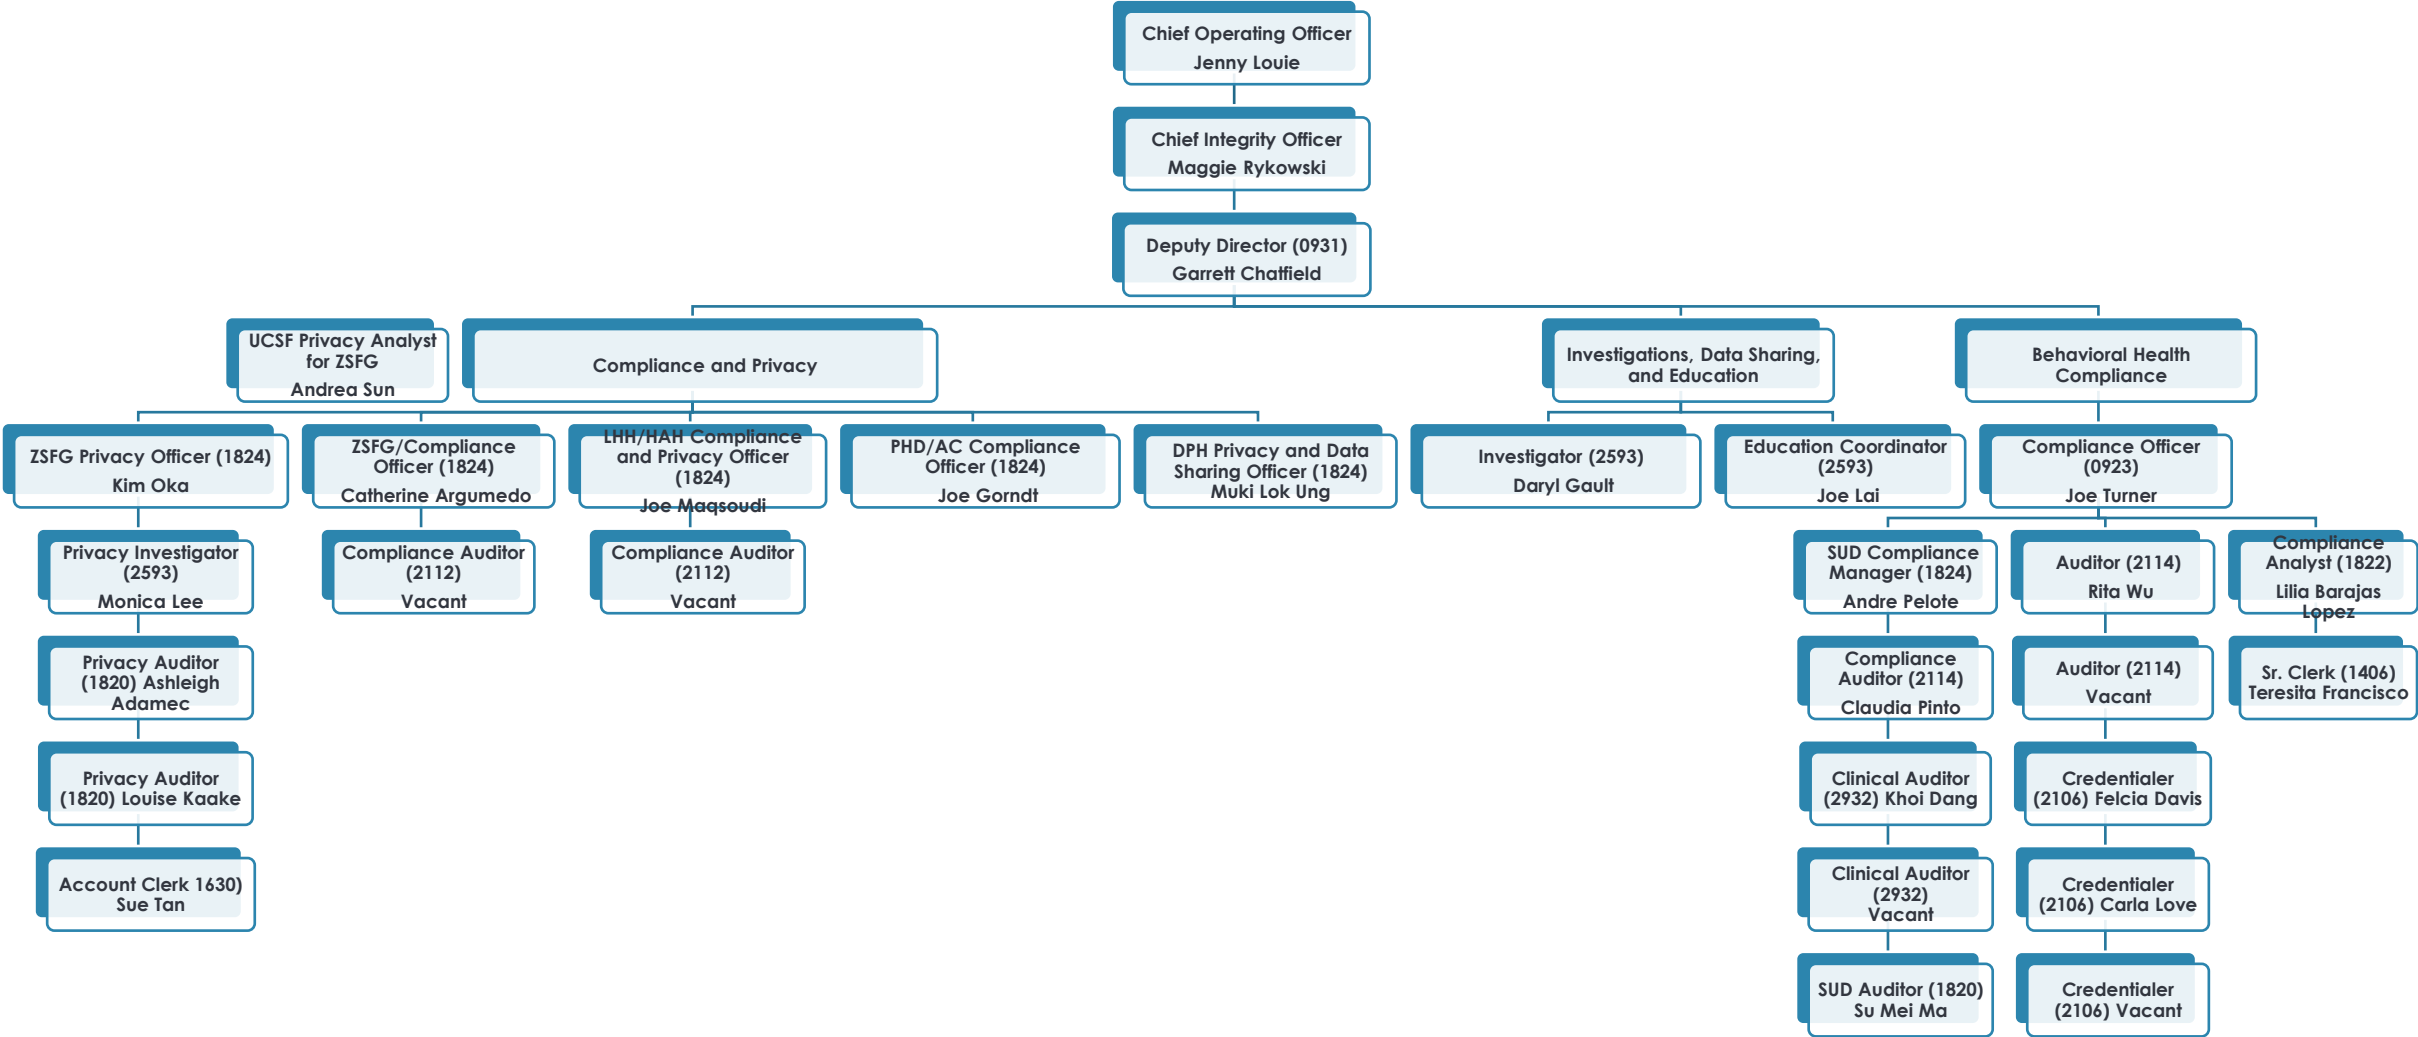 Chief Operating Officer
Jenny Louie
Chief Integrity Officer
Maggie Rykowski
Deputy Director (0931)
Garrett Chatfield
UCSF Privacy Analyst
for ZSFG
Andrea Sun
Compliance and Privacy
Investigations, Data Sharing,
and Education
Behavioral Health
Compliance
ZSFG Privacy Officer (1824)
Kim Oka
ZSFG/Compliance
Officer (1824)
Catherine Argumedo
LHH/HAH Compliance
and Privacy Officer
(1824)
Joe Maqsoudi
PHD/AC Compliance
Officer (1824)
Joe Gorndt
DPH Privacy and Data
Sharing Officer (1824)
Muki Lok Ung
Investigator (2593)
Daryl Gault
Education Coordinator
(2593)
Joe Lai
Compliance Officer
(0923)
Joe Turner
Privacy Investigator
(2593)
Monica Lee
Compliance Auditor
(2112)
Vacant
Compliance Auditor
(2112)
Vacant
SUD Compliance
Manager (1824)
Andre Pelote
Auditor (2114)
Rita Wu
Compliance
Analyst (1822)
Lilia Barajas
Lopez
Privacy Auditor
(1820) Ashleigh
Adamec
Compliance
Auditor (2114)
Claudia Pinto
Auditor (2114)
Vacant
Sr. Clerk (1406)
Teresita Francisco
Privacy Auditor
(1820) Louise Kaake
Clinical Auditor
(2932) Khoi Dang
Credentialer
(2106) Felcia Davis
Account Clerk 1630)
Sue Tan
Clinical Auditor
(2932)
Vacant
Credentialer
(2106) Carla Love
SUD Auditor (1820)
Su Mei Ma
Credentialer
(2106) Vacant